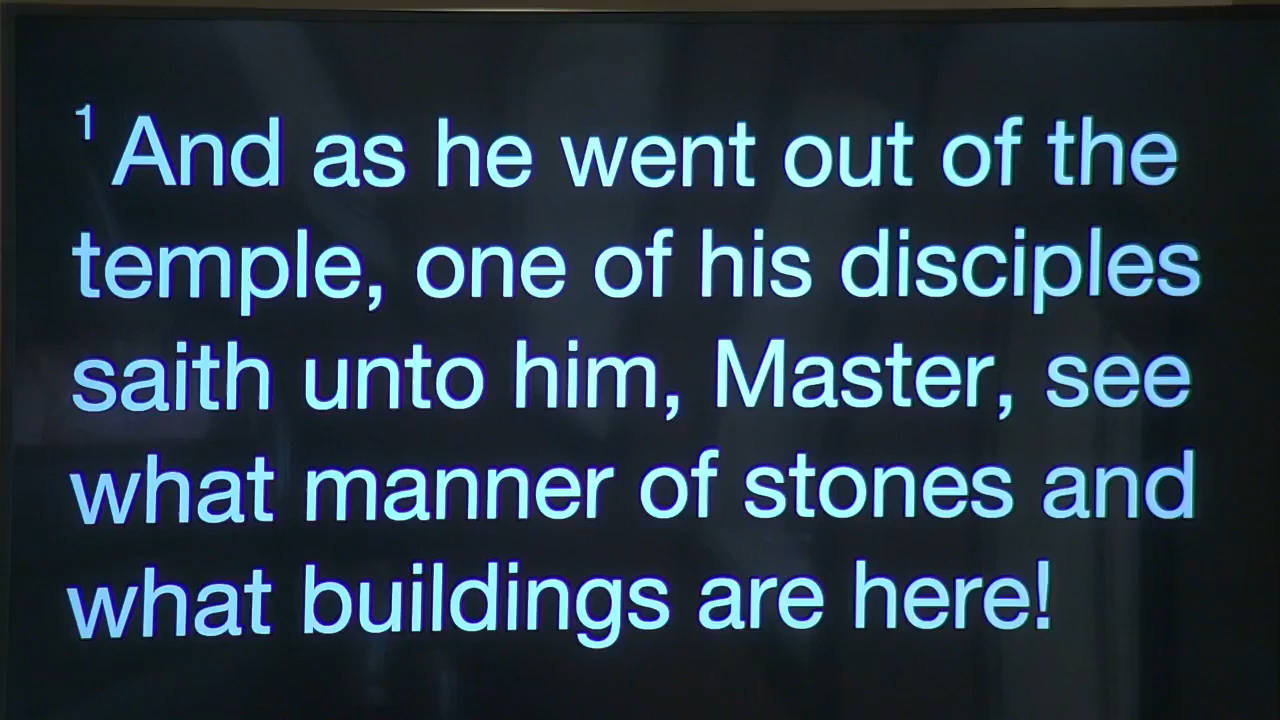 1 And as he went out of the
temple, one of his disciples
saith unto him, Master, see
what manner of stones and
what buildings are here!